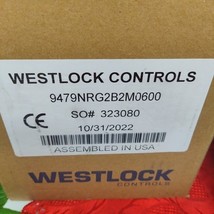 WESTLOCK CONTROLS
9479NRG2B2M0600
SO# 323080
CE
10/31/2022
ASSEMBLED IN USA
WESTLOCK
CONTROLS